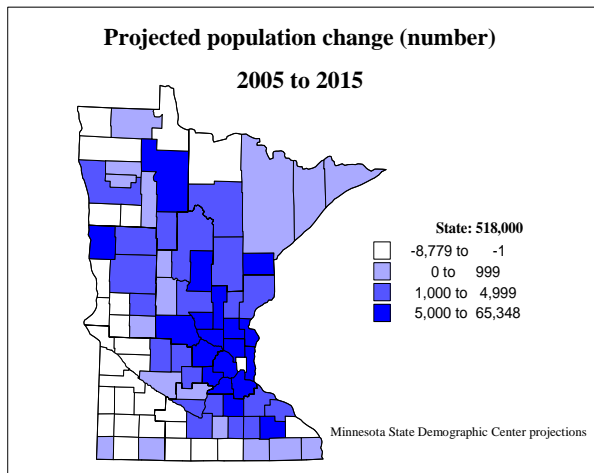 Projected population change (number)
2005 to 2015
State: 518,000
-8,779 to -1
0 to 999
1,000 to 4,999
5,000 to 65,348
Minnesota State Demographic Center projections